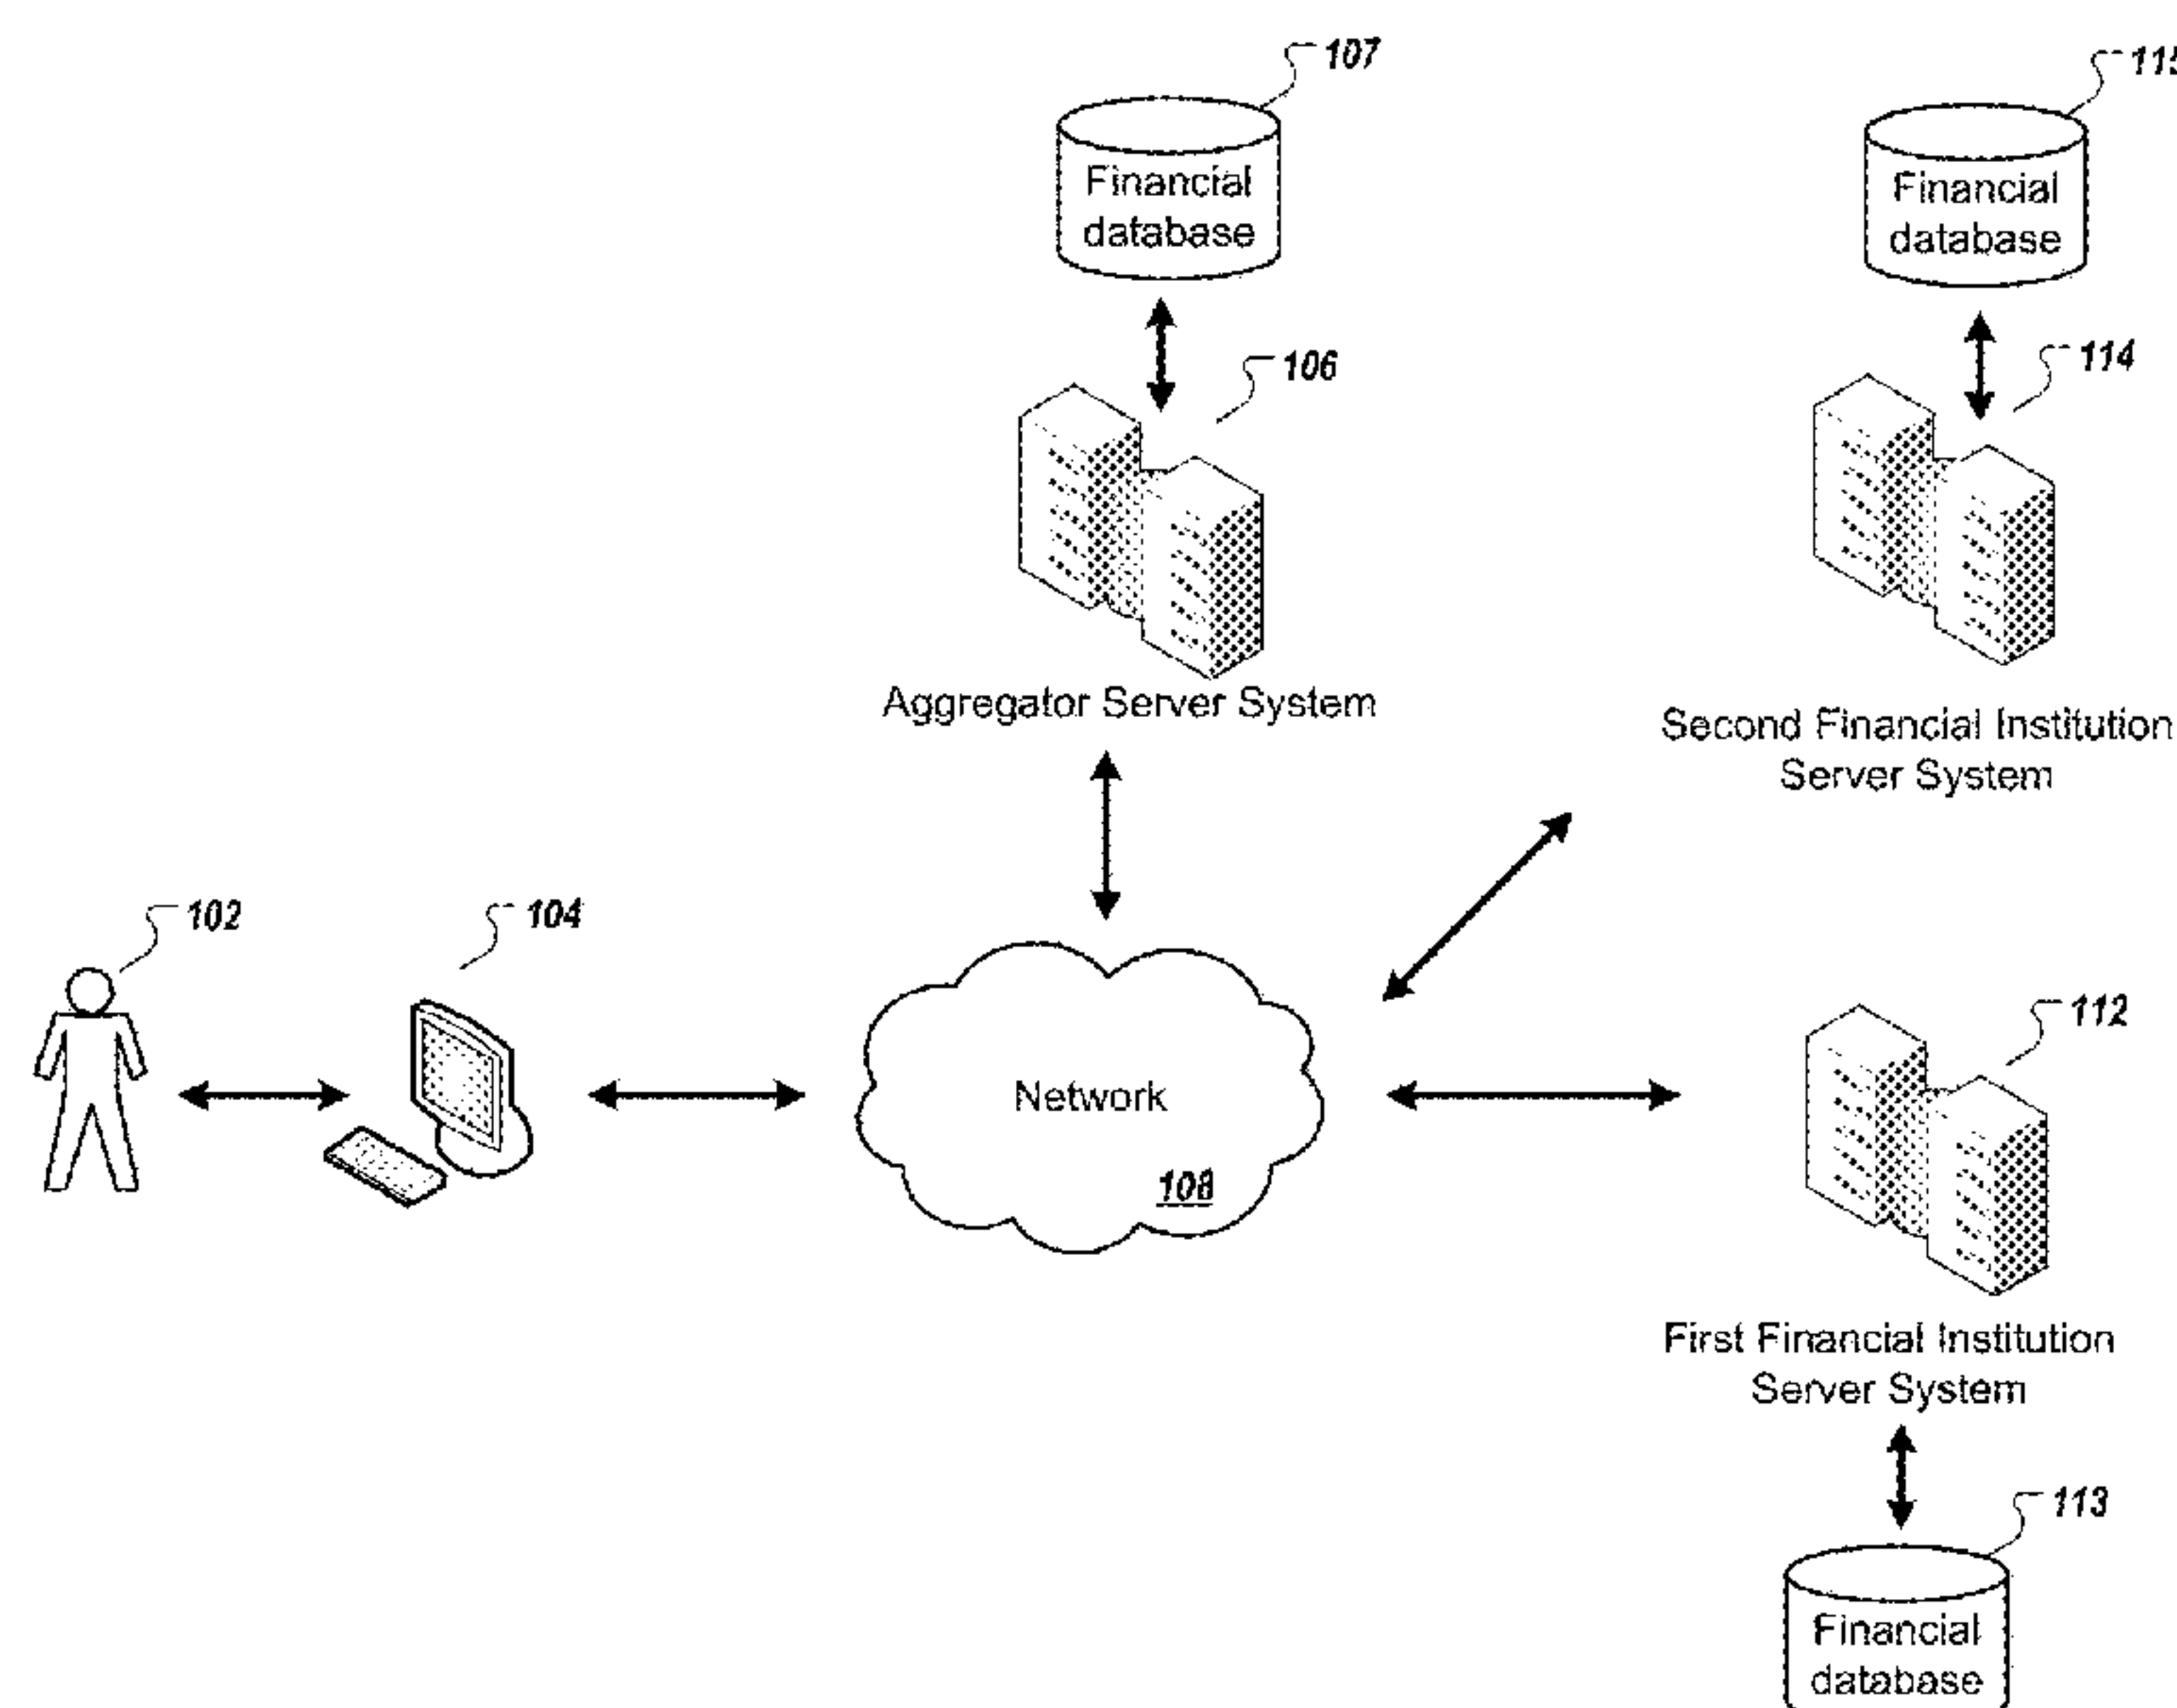 107
115
Financial
database
Financial
database
106
114
Aggregator Server System
Second Financial Institution
Server System
102
104
112
Network
108
First Financial Institution
Server System
113
Financial
database